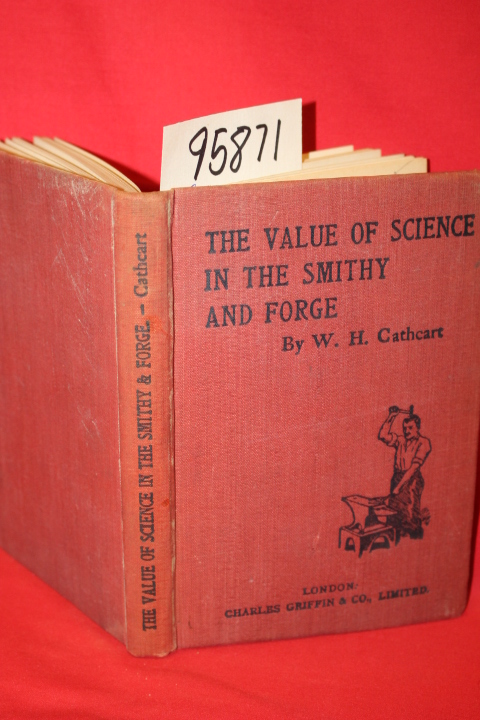 95871
THE VALUE OF SCIENCE
IN THE SMITHY
AND FORGE
By W. H. Cathcart
LONDON:
CHARLES GRIFFIN & CO., LIMITED.
THE VALUE OF SCIENCE IN THE SMITHY & FORGE. — Cathcart